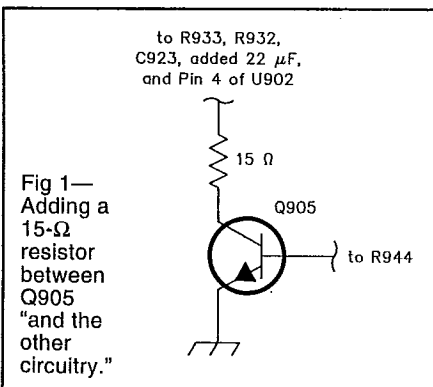 to R933, R932,
C923, added 22 μF,
and Pin 4 of U902
15 Ω
Q905
to R944
Fig 1—
Adding a
15-Ω
resistor
between
Q905
"and the
other
circuitry."